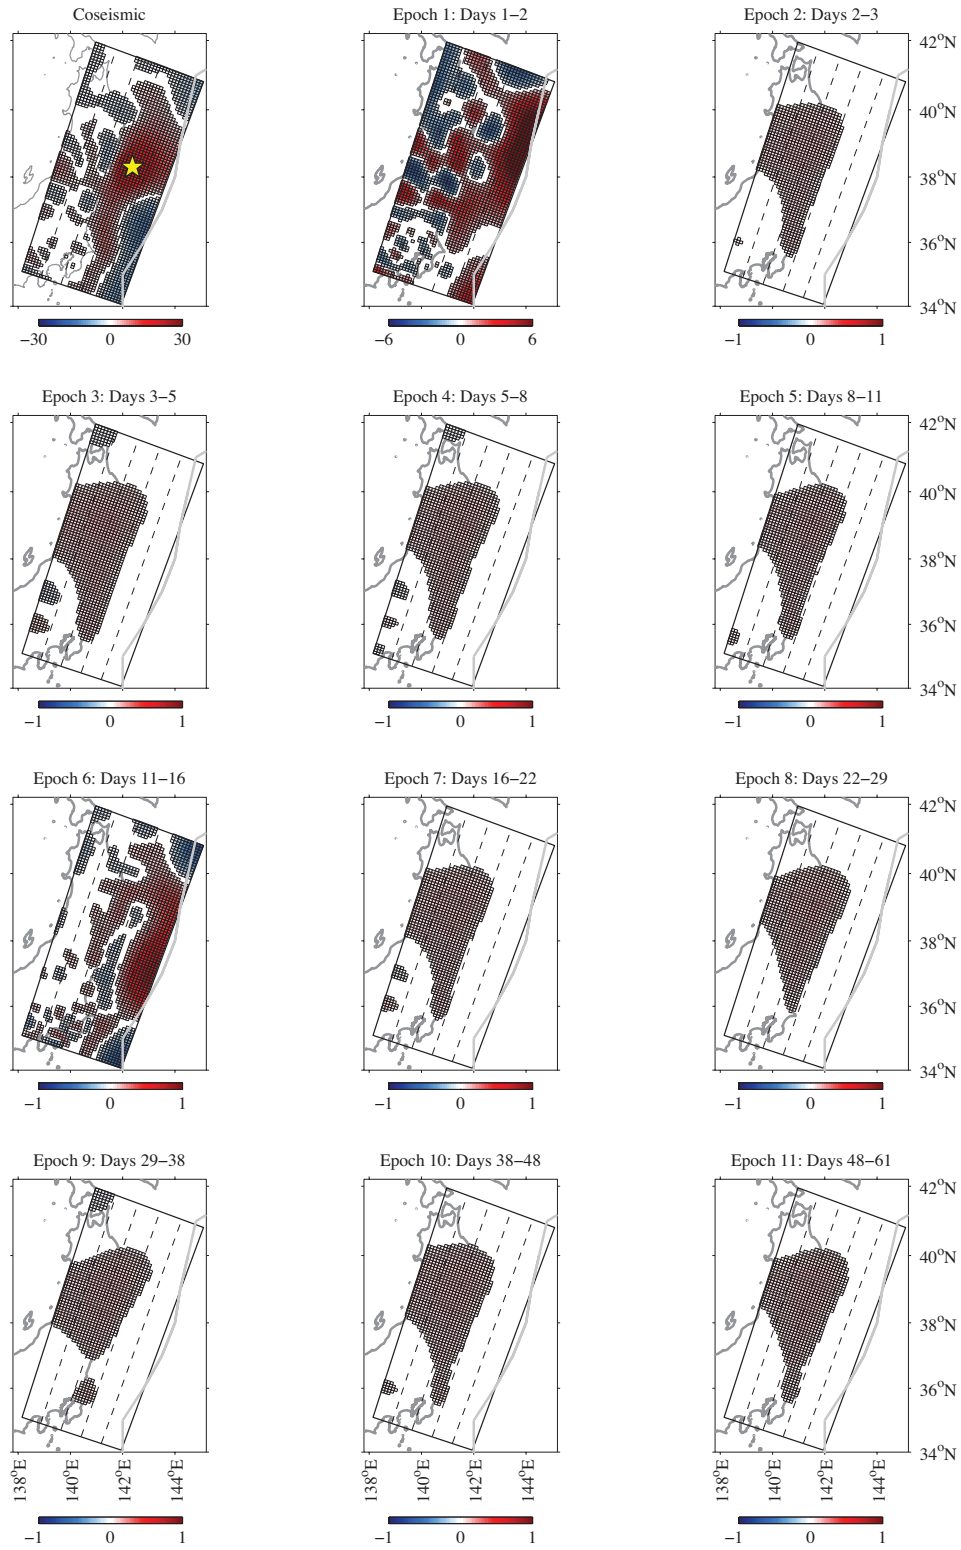 Coseismic Epoch 1: Days 1−2 Epoch 2: Days 2−3
42°N
40°N
38°N
36°N
34°N
−30 0 30 −6 0 6 −1 0 1
Epoch 3: Days 3−5 Epoch 4: Days 5−8 Epoch 5: Days 8−11
42°N
40°N
38°N
36°N
34°N
−1 0 1 −1 0 1 −1 0 1
Epoch 6: Days 11−16 Epoch 7: Days 16−22 Epoch 8: Days 22−29
42°N
40°N
38°N
36°N
34°N
−1 0 1 −1 0 1 −1 0 1
Epoch 9: Days 29−38 Epoch 10: Days 38−48 Epoch 11: Days 48−61
42°N
40°N
38°N
36°N
34°N
138°E 140°E 142°E 144°E 138°E 140°E 142°E 144°E 138°E 140°E 142°E 144°E
−1 0 1 −1 0 1 −1 0 1